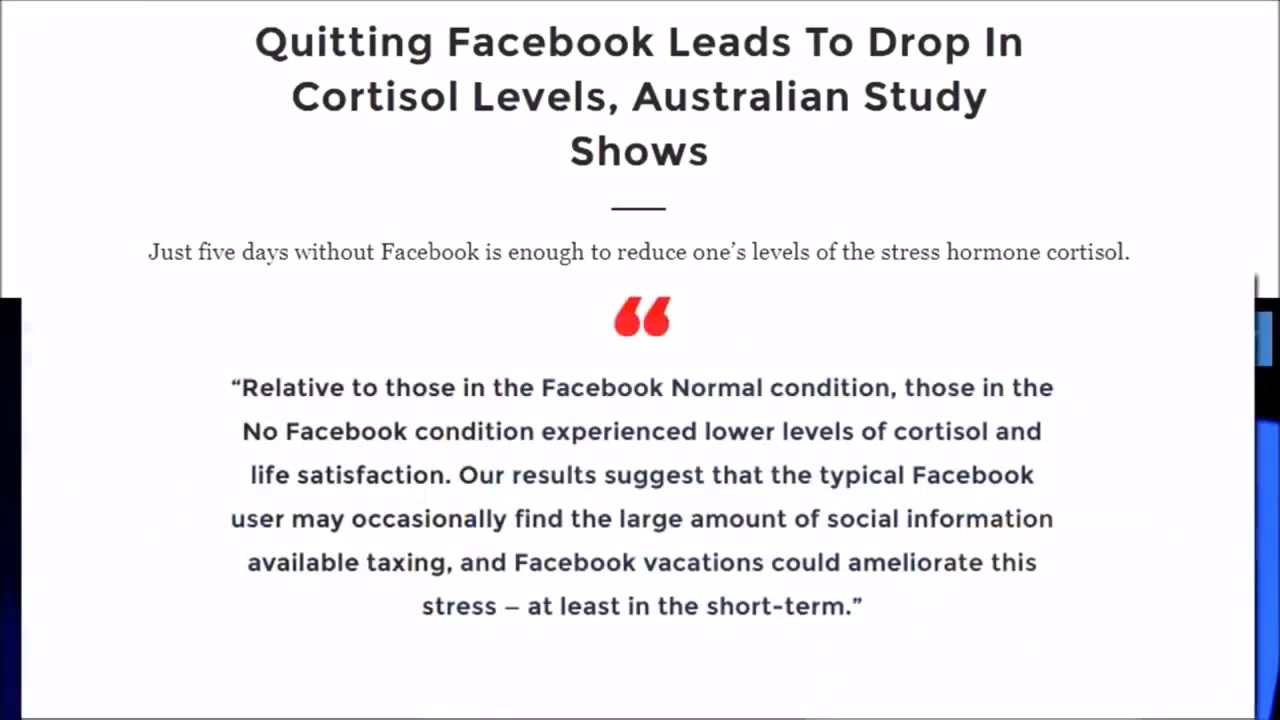 Quitting Facebook Leads To Drop In
Cortisol Levels, Australian Study
Shows
Just five days without Facebook is enough to reduce one’s levels of the stress hormone cortisol.
“
“Relative to those in the Facebook Normal condition, those in the
No Facebook condition experienced lower levels of cortisol and
life satisfaction. Our results suggest that the typical Facebook
user may occasionally find the large amount of social information
available taxing, and Facebook vacations could ameliorate this
stress – at least in the short-term.”